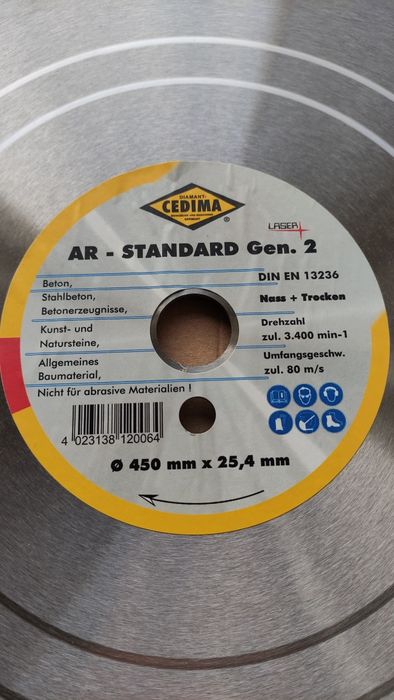 DIAMANT-
CEDIMA
®
LASER
AR - STANDARD Gen. 2
Beton,
Stahlbeton,
Betonerzeugnisse,
Kunst- und
Natursteine,
Allgemeines
Baumaterial,
Nicht für abrasive Materialien !
DIN EN 13236
Nass + Trocken
Drehzahl
zul. 3.400 min-1
Umfangsgeschw.
zul. 80 m/s
4 023138 120064
Ø 450 mm x 25,4 mm